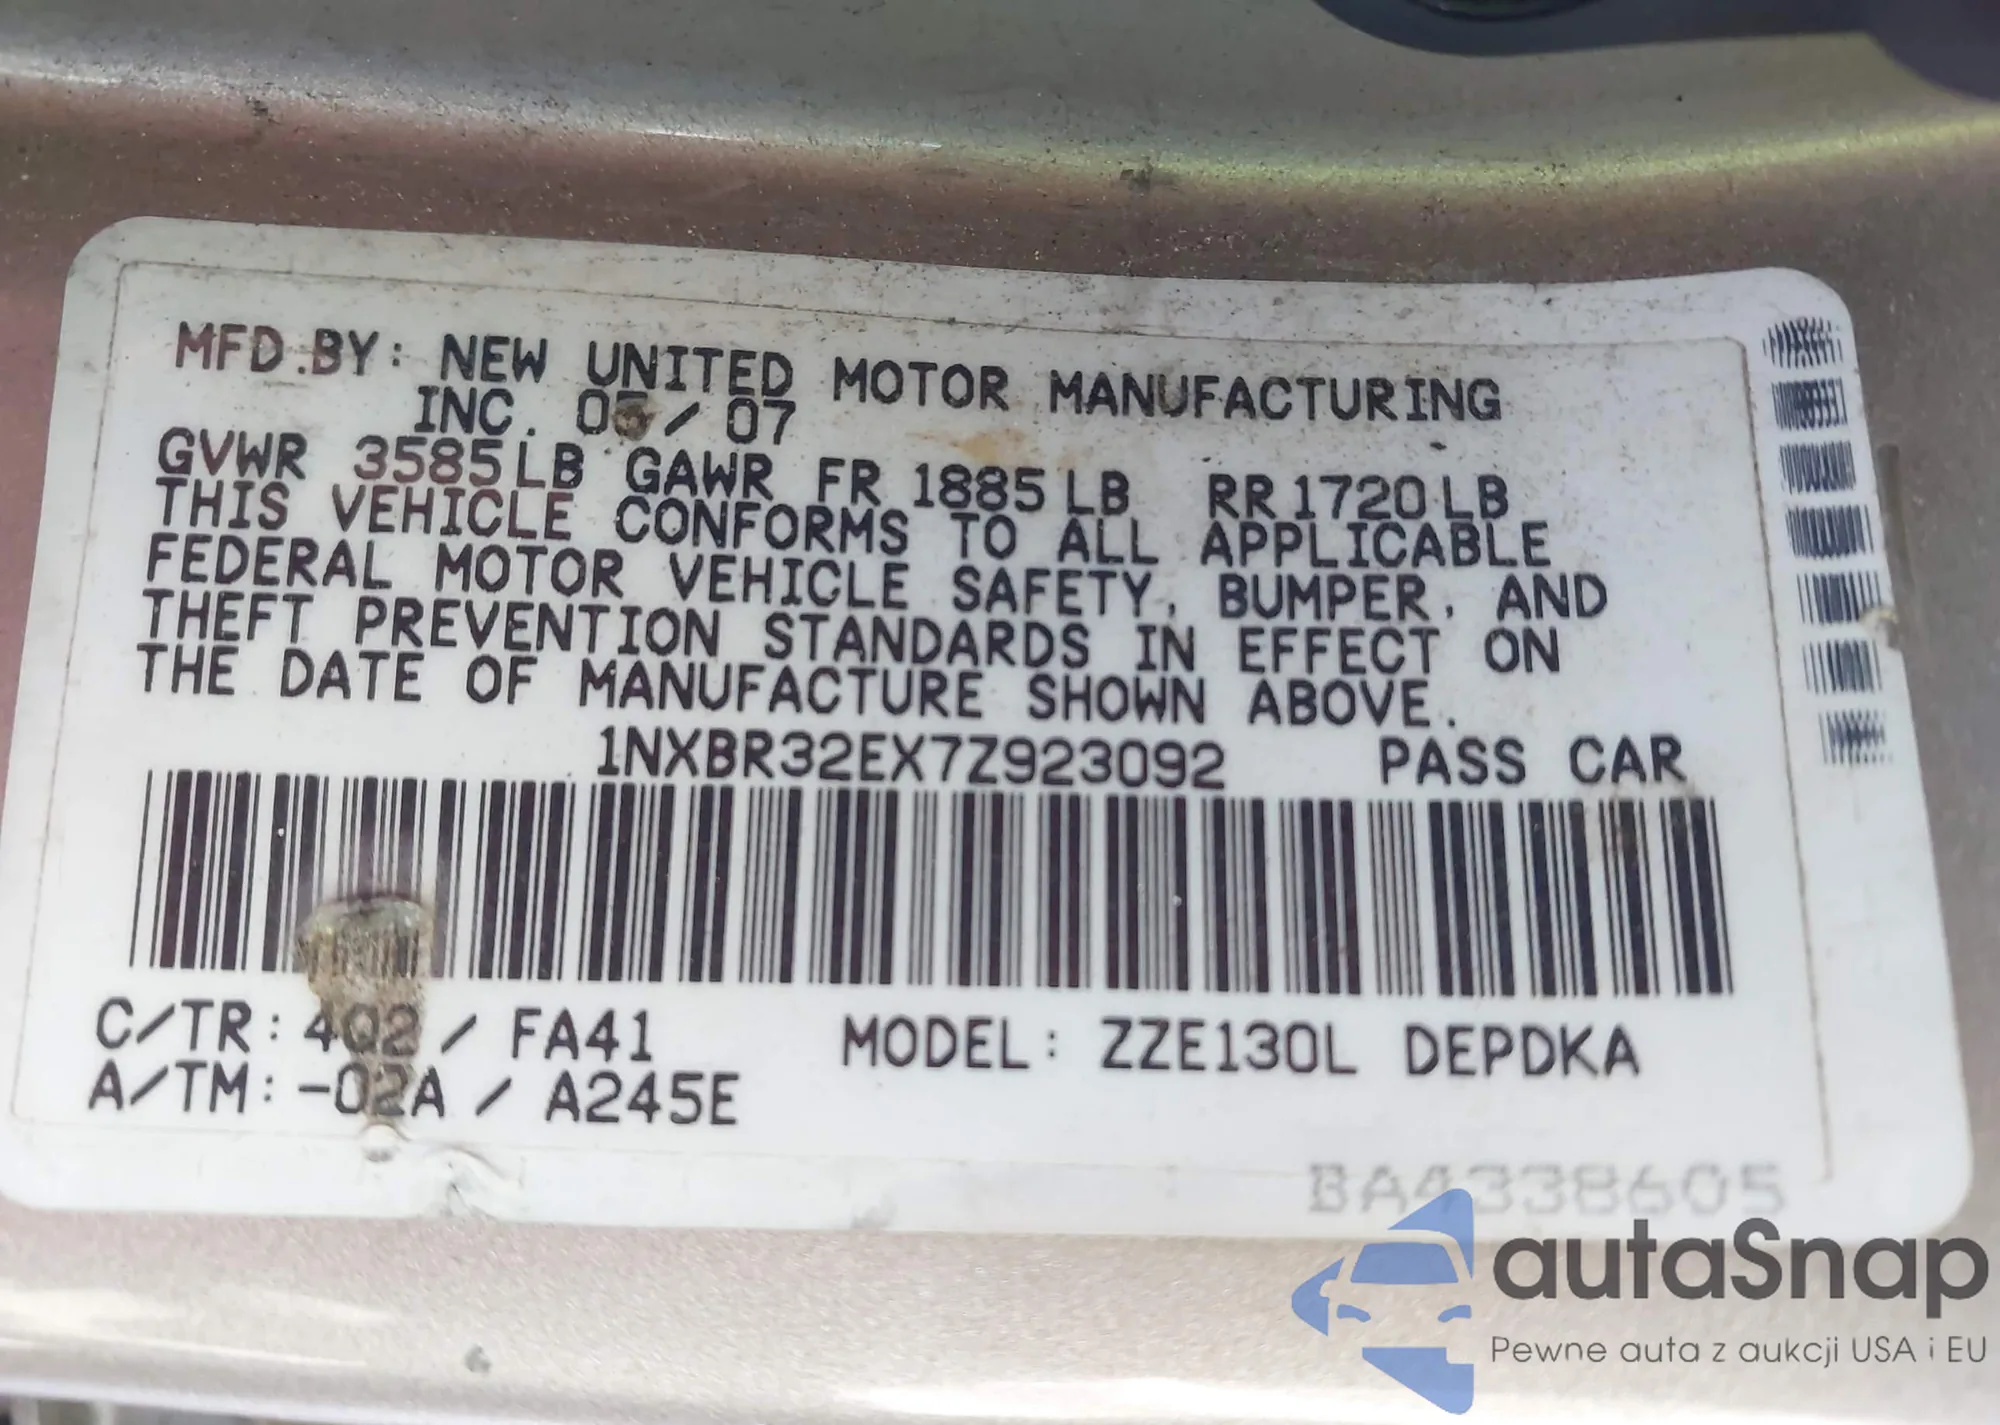 MFD.BY: NEW UNITED MOTOR MANUFACTURING
INC. / 07
GVWR 3585LB GAWR FR 1885LB RR1720LB
THIS VEHICLE CONFORMS TO ALL APPLICABLE
FEDERAL MOTOR VEHICLE SAFETY, BUMPER, AND
THEFT PREVENTION STANDARDS IN EFFECT ON
THE DATE OF MANUFACTURE SHOWN ABOVE.
1NXBR32EX7Z923092 PASS CAR
C/TR: 402 / FA41 MODEL: ZZE130L DEPDKA
A/TM: -02A / A245E
BA4338605
autaSnap
Pewne auta z aukcji USA i EU